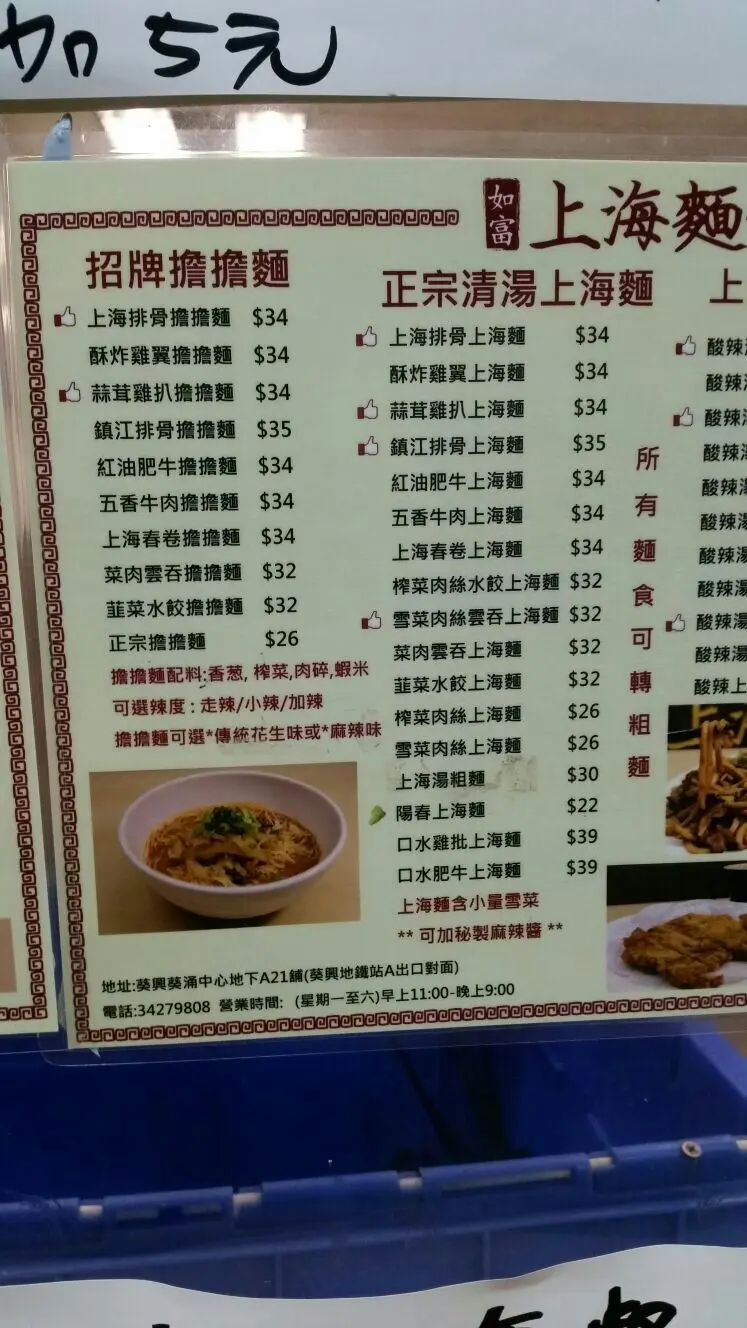 加5元
如富
上海麵
招牌擔擔麵
上海排骨擔擔麵 $34
酥炸雞翼擔擔麵 $34
蒜茸雞扒擔擔麵 $34
鎮江排骨擔擔麵 $35
紅油肥牛擔擔麵 $34
五香牛肉擔擔麵 $34
上海春卷擔擔麵 $34
菜肉雲吞擔擔麵 $32
韮菜水餃擔擔麵 $32
正宗擔擔麵 $26
擔擔麵配料:香葱, 榨菜,肉碎,蝦米
可選辣度 : 走辣/小辣/加辣
擔擔麵可選*傳統花生味或*麻辣味
正宗清湯上海麵
上海排骨上海麵 $34
酥炸雞翼上海麵 $34
蒜茸雞扒上海麵 $34
鎮江排骨上海麵 $35
紅油肥牛上海麵 $34
五香牛肉上海麵 $34
上海春卷上海麵 $34
榨菜肉絲水餃上海麵 $32
雪菜肉絲雲吞上海麵 $32
菜肉雲吞上海麵 $32
韮菜水餃上海麵 $32
榨菜肉絲上海麵 $26
雪菜肉絲上海麵 $26
上海湯粗麵 $30
陽春上海麵 $22
口水雞批上海麵 $39
口水肥牛上海麵 $39
上海麵含小量雪菜
** 可加秘製麻辣醬 **
所有麵食可轉粗麵
上
酸辣湯
酸辣湯
酸辣湯
酸辣湯
酸辣湯
酸辣湯
酸辣湯
酸辣湯
酸辣湯
酸辣湯
酸辣上
地址:葵興葵涌中心地下A21舖(葵興地鐵站A出口對面)
電話:34279808 營業時間: (星期一至六)早上11:00-晚上9:00